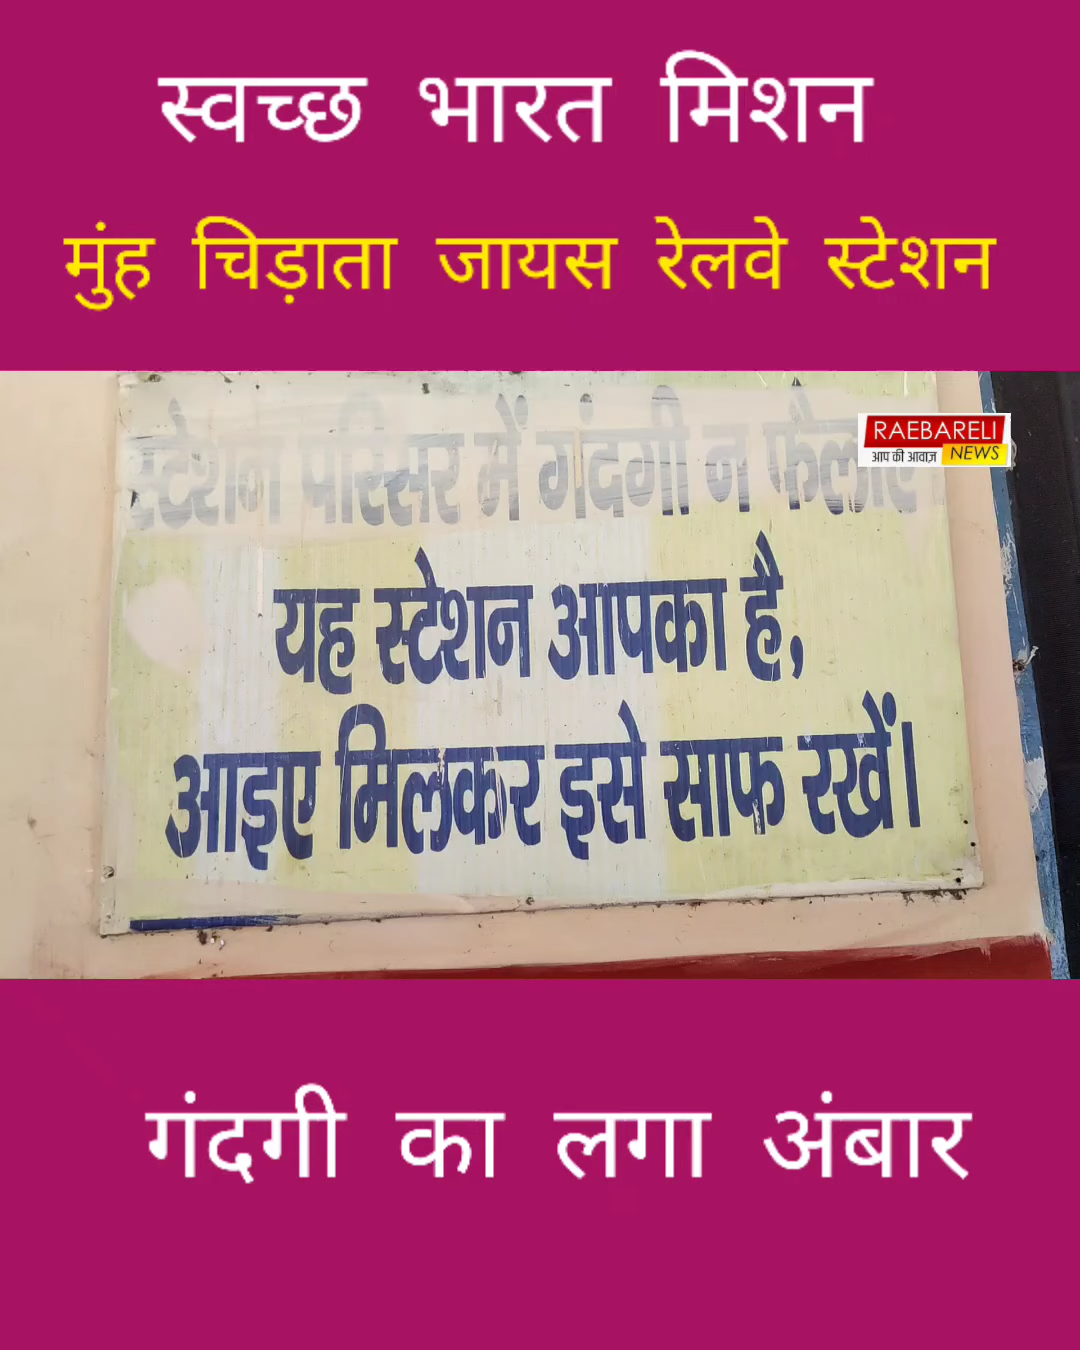 स्वच्छ भारत मिशन
मुंह चिड़ाता जायस रेलवे स्टेशन
स्टेशन परिसर में गंदगी न
RAEBARELI
आप की आवाज़ NEWS
यह स्टेशन आपका है,
आइए मिलकर इसे साफ रखें।
गंदगी का लगा अंबार